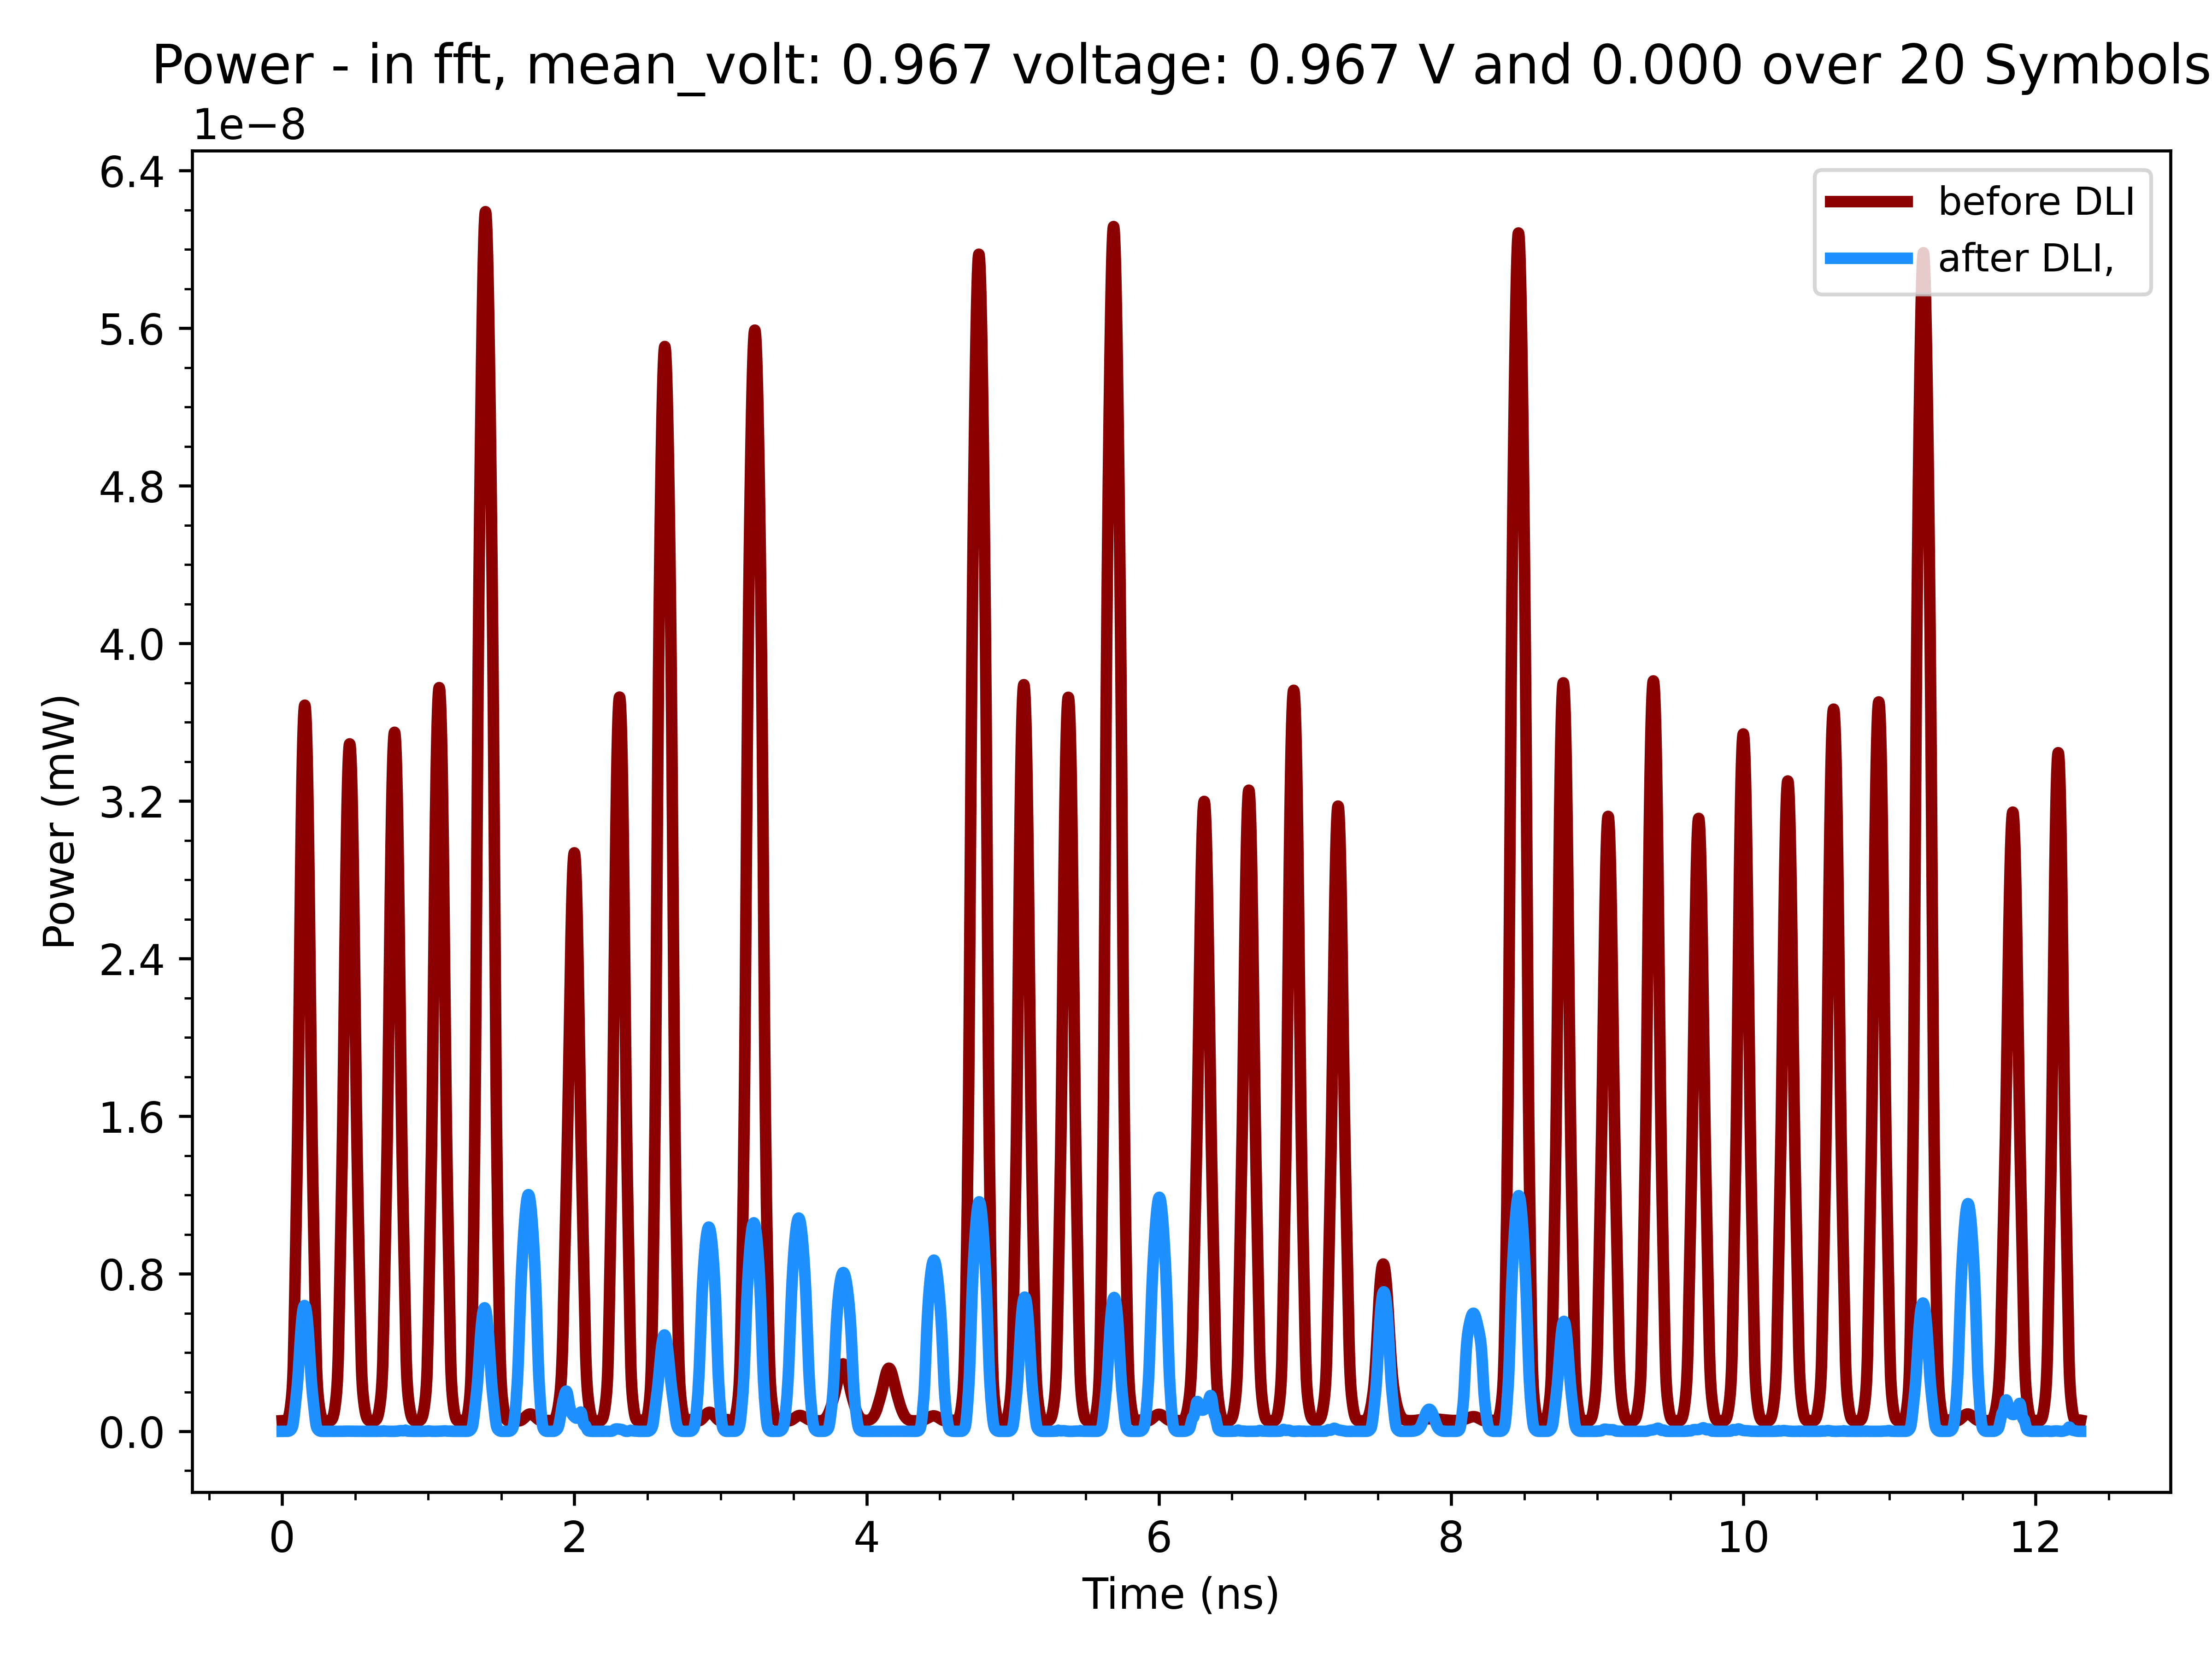 Power - in fft, mean_volt: 0.967 voltage: 0.967 V and 0.000 over 20 Symbols
1e−8
6.4
5.6
4.8
4.0
3.2
2.4
1.6
0.8
0.0
Power (mW)
before DLI
after DLI,
0 2 4 6 8 10 12
Time (ns)